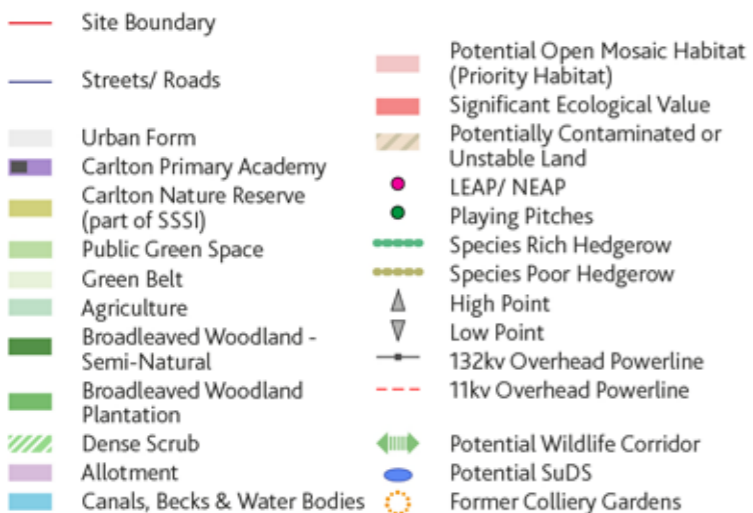 Site Boundary
Streets/ Roads
Urban Form
Carlton Primary Academy
Carlton Nature Reserve
(part of SSSI)
Public Green Space
Green Belt
Agriculture
Broadleaved Woodland -
Semi-Natural
Broadleaved Woodland
Plantation
Dense Scrub
Allotment
Canals, Becks & Water Bodies
Potential Open Mosaic Habitat
(Priority Habitat)
Significant Ecological Value
Potentially Contaminated or
Unstable Land
LEAP/ NEAP
Playing Pitches
Species Rich Hedgerow
Species Poor Hedgerow
High Point
Low Point
132kv Overhead Powerline
11kv Overhead Powerline
Potential Wildlife Corridor
Potential SuDS
Former Colliery Gardens